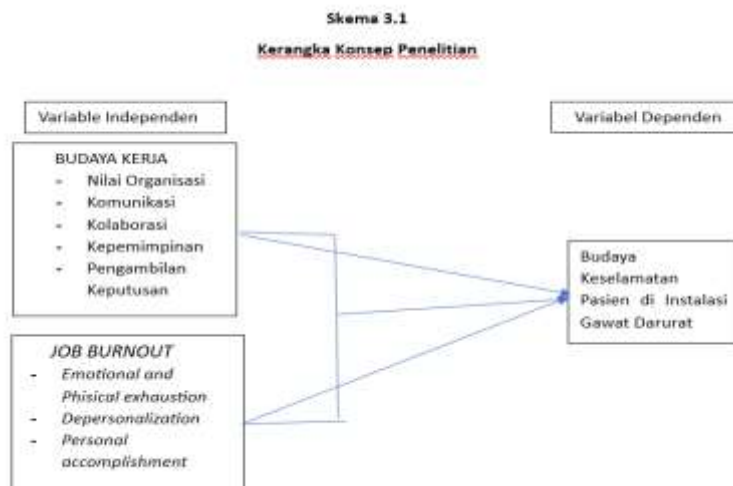 Skema 3.1
Kerangka Konsep Penelitian
Variable Independen
Variabel Dependen
BUDAYA KERJA
- Nilai Organisasi
- Komunikasi
- Kolaborasi
- Kepemimpinan
- Pengambilan
Keputusan
Budaya
Keselamatan
Pasien di Instalasi
Gawat Darurat
JOB BURNOUT
- Emotional and
Phisical exhaustion
- Depersonalization
- Personal
accomplishment